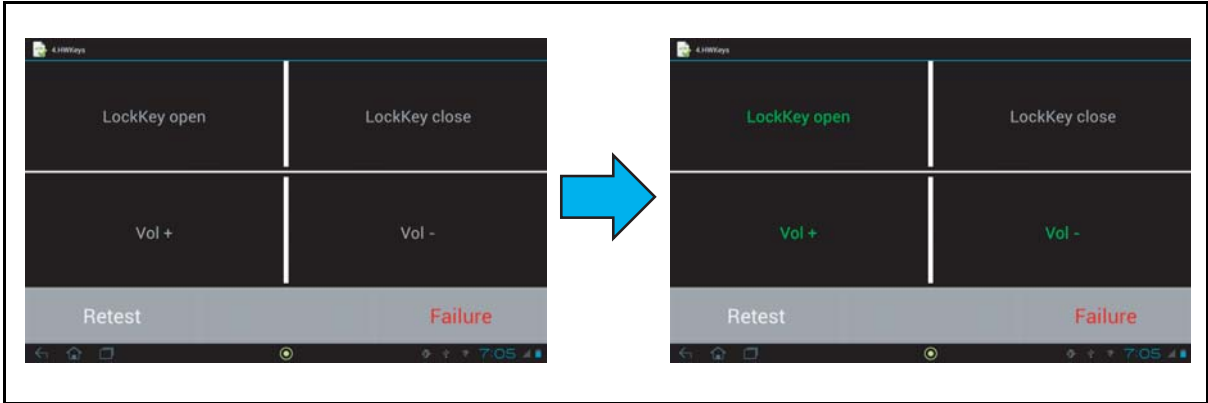 4.HWKeys
LockKey open LockKey close
Vol + Vol -
Retest Failure
7:05
4.HWKeys
LockKey open LockKey close
Vol + Vol -
Retest Failure
7:05